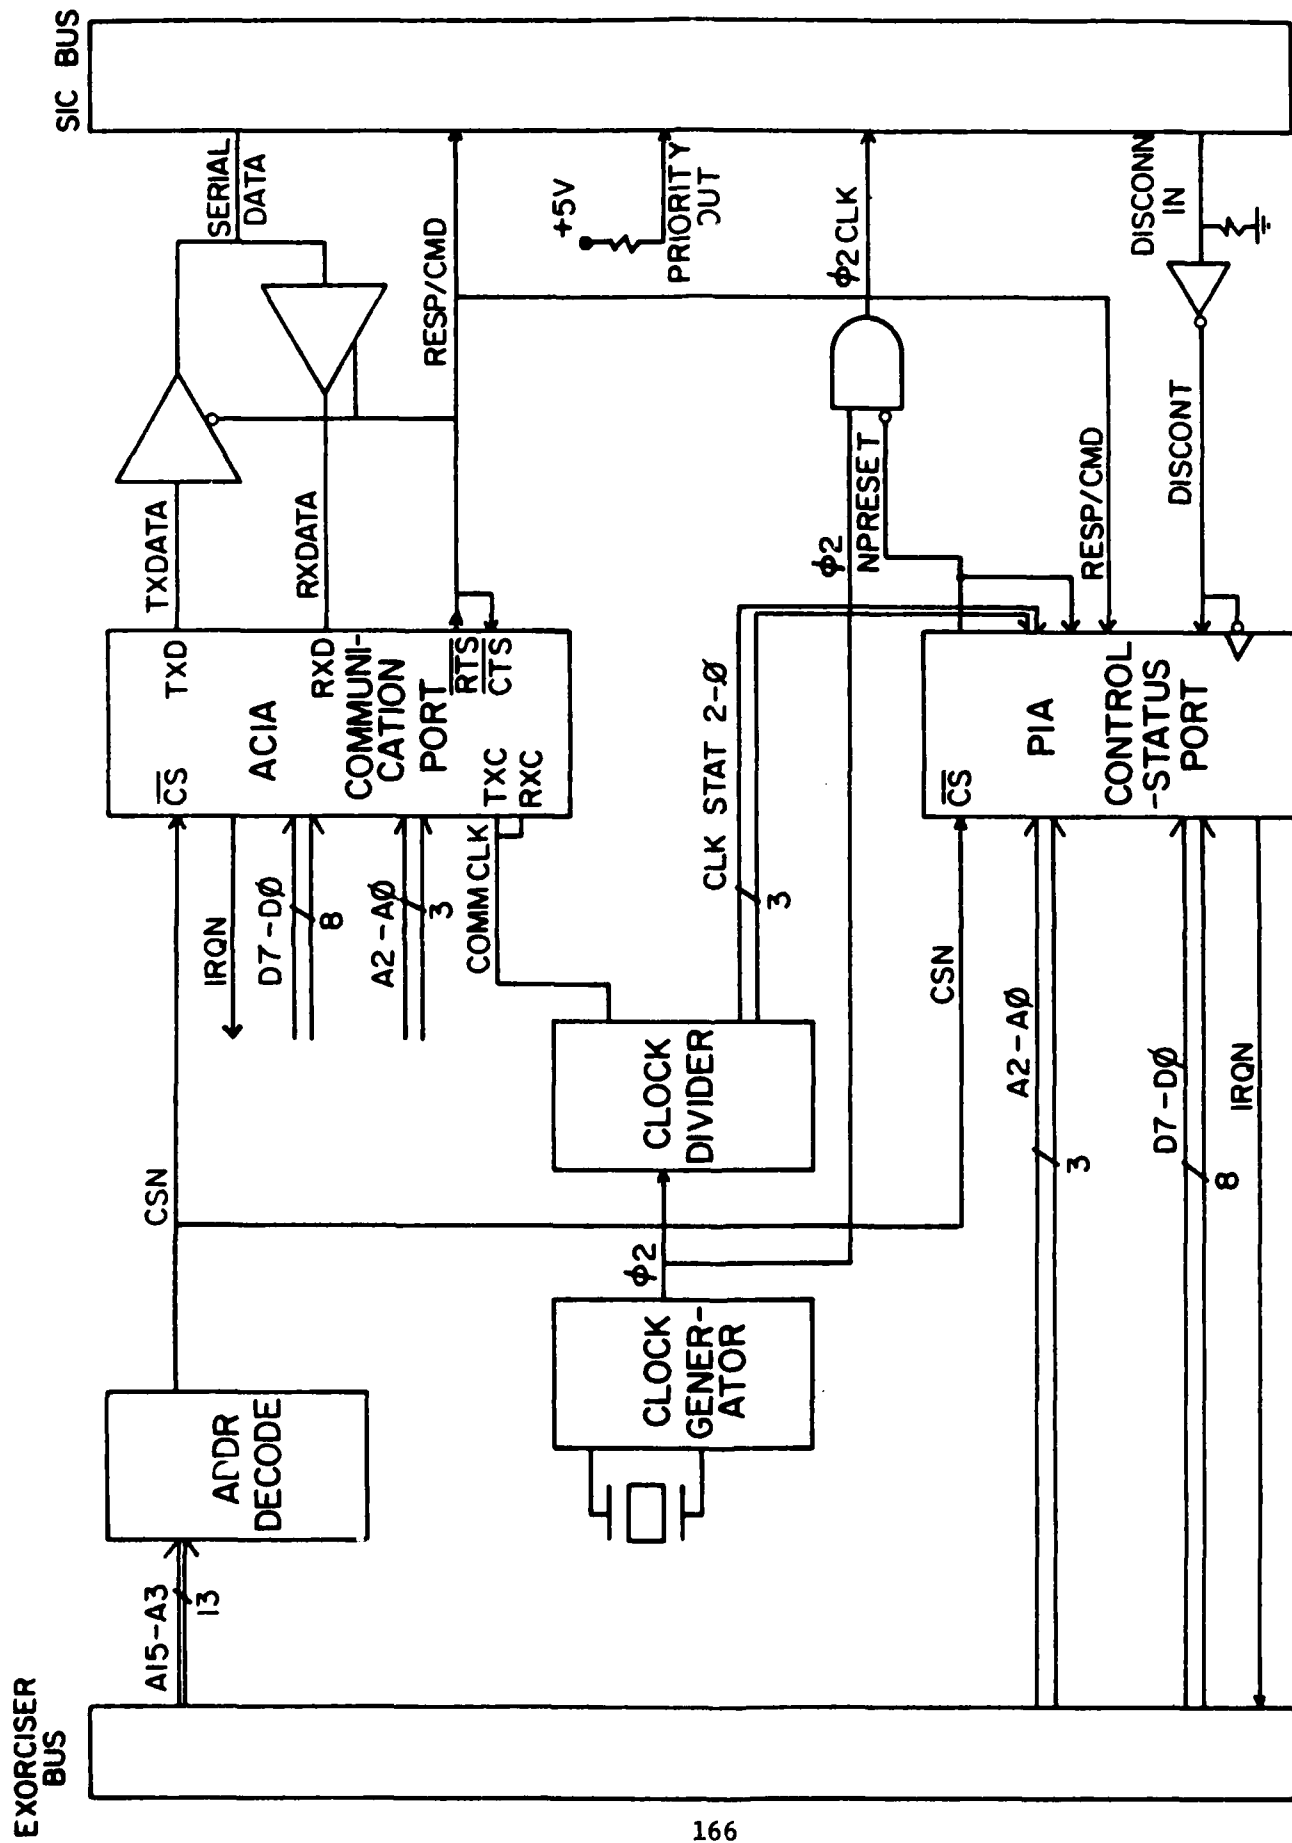 EXORCISER
BUS
A15-A3
13
ADDR
DECODE
CSN
IRQN
D7-DØ
8
A2-AØ
3
COMM CLK
CS
TXD
ACIA
RXD
COMMUNI-
CATION
PORT
RTS
CTS
TXC
RXC
TXDATA
RXDATA
SERIAL
DATA
SIC BUS
RESP/CMD
+5V
PRIORITY
OUT
CLOCK
GENER-
ATOR
ϕ2
CLOCK
DIVIDER
CLK STAT 2-Ø
3
ϕ2
NPRESET
ϕ2 CLK
CSN
A2-AØ
3
D7-DØ
8
IRQN
CS
PIA
CONTROL
-STATUS
PORT
RESP/CMD
DISCONT
DISCONN
IN
166